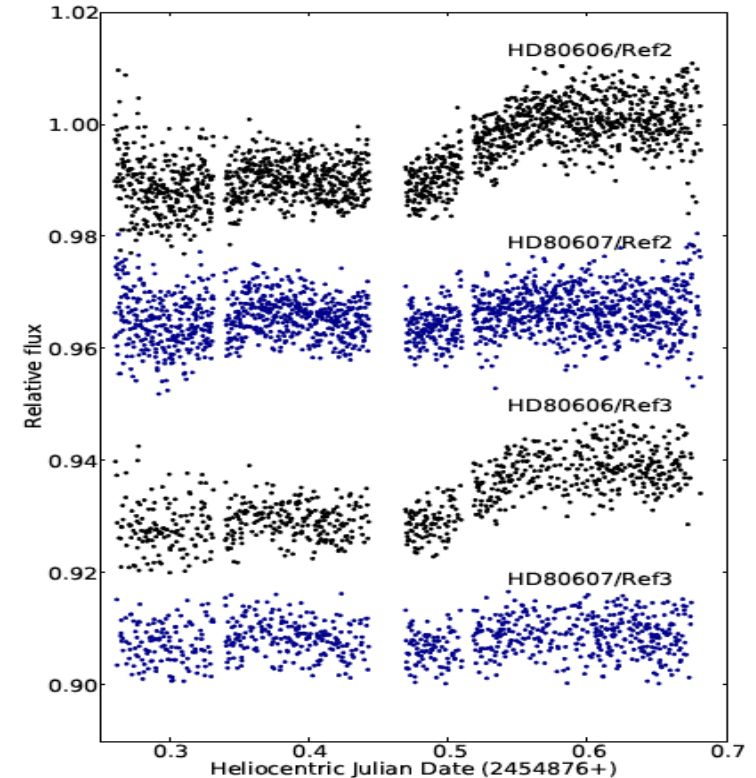 1.02
HD80606/Ref2
1.00
0.98
HD80607/Ref2
0.96
Relative flux
HD80606/Ref3
0.94
0.92
HD80607/Ref3
0.90
0.3 0.4 0.5 0.6 0.7
Heliocentric Julian Date (2454876+)